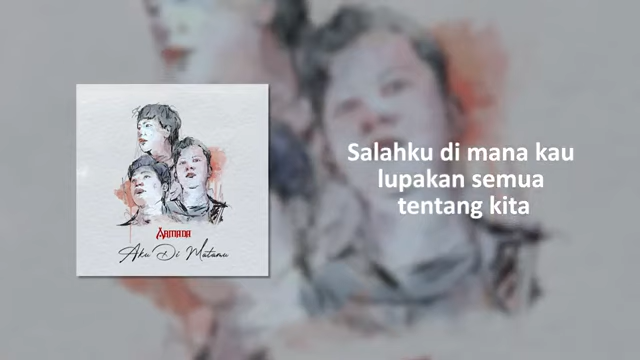 ARMADA
Aku Di Matamu
Salahku di mana kau
lupakan semua
tentang kita